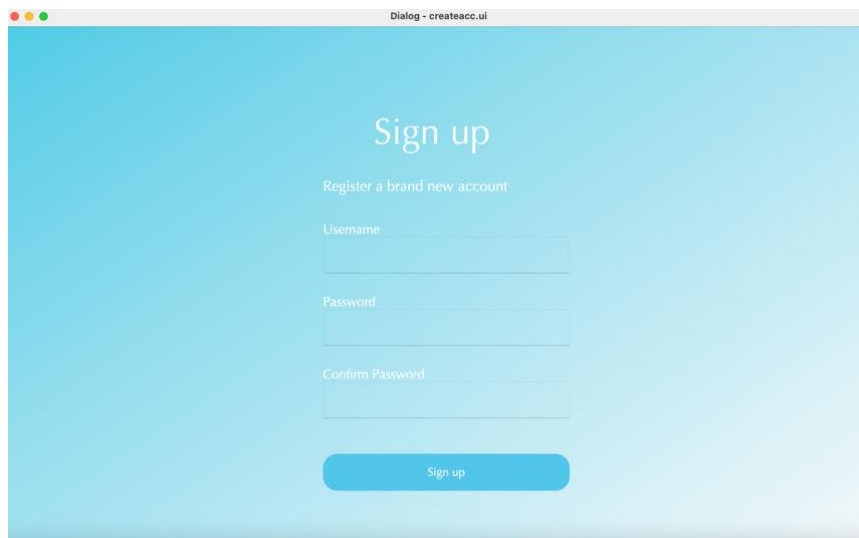 Dialog - createacc.ui
Sign up
Register a brand new account
Username
Password
Confirm Password
Sign up